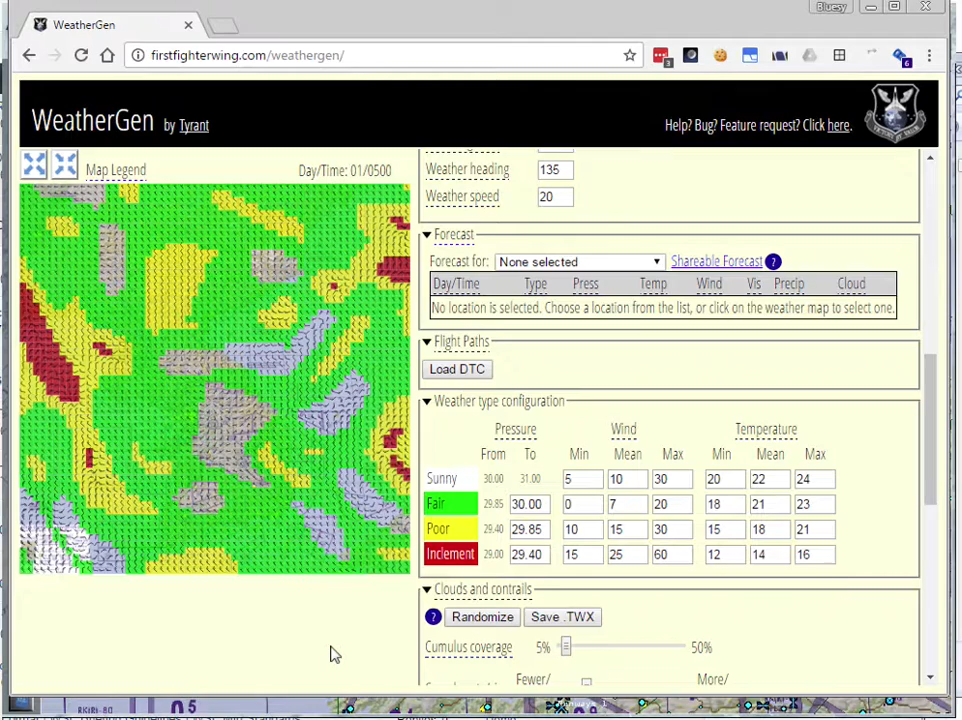 Bluesy
WeatherGen
firstfighterwing.com/weathergen/
3
6
WeatherGen by Tyrant
Help? Bug? Feature request? Click here.
Map Legend
Day/Time: 01/0500
Weather heading 135
Weather speed 20
Forecast
Forecast for: None selected Shareable Forecast ?
Day/Time Type Press Temp Wind Vis Precip Cloud
No location is selected. Choose a location from the list, or click on the weather map to select one.
Flight Paths
Load DTC
Weather type configuration
Pressure Wind Temperature
From To Min Mean Max Min Mean Max
Sunny 30.00 31.00 5 10 30 20 22 24
Fair 29.85 30.00 0 7 20 18 21 23
Poor 29.40 29.85 10 15 30 15 18 21
Inclement 29.00 29.40 15 25 60 12 14 16
Clouds and contrails
? Randomize Save .TWX
Cumulus coverage 5% 50%
Fewer/ More/